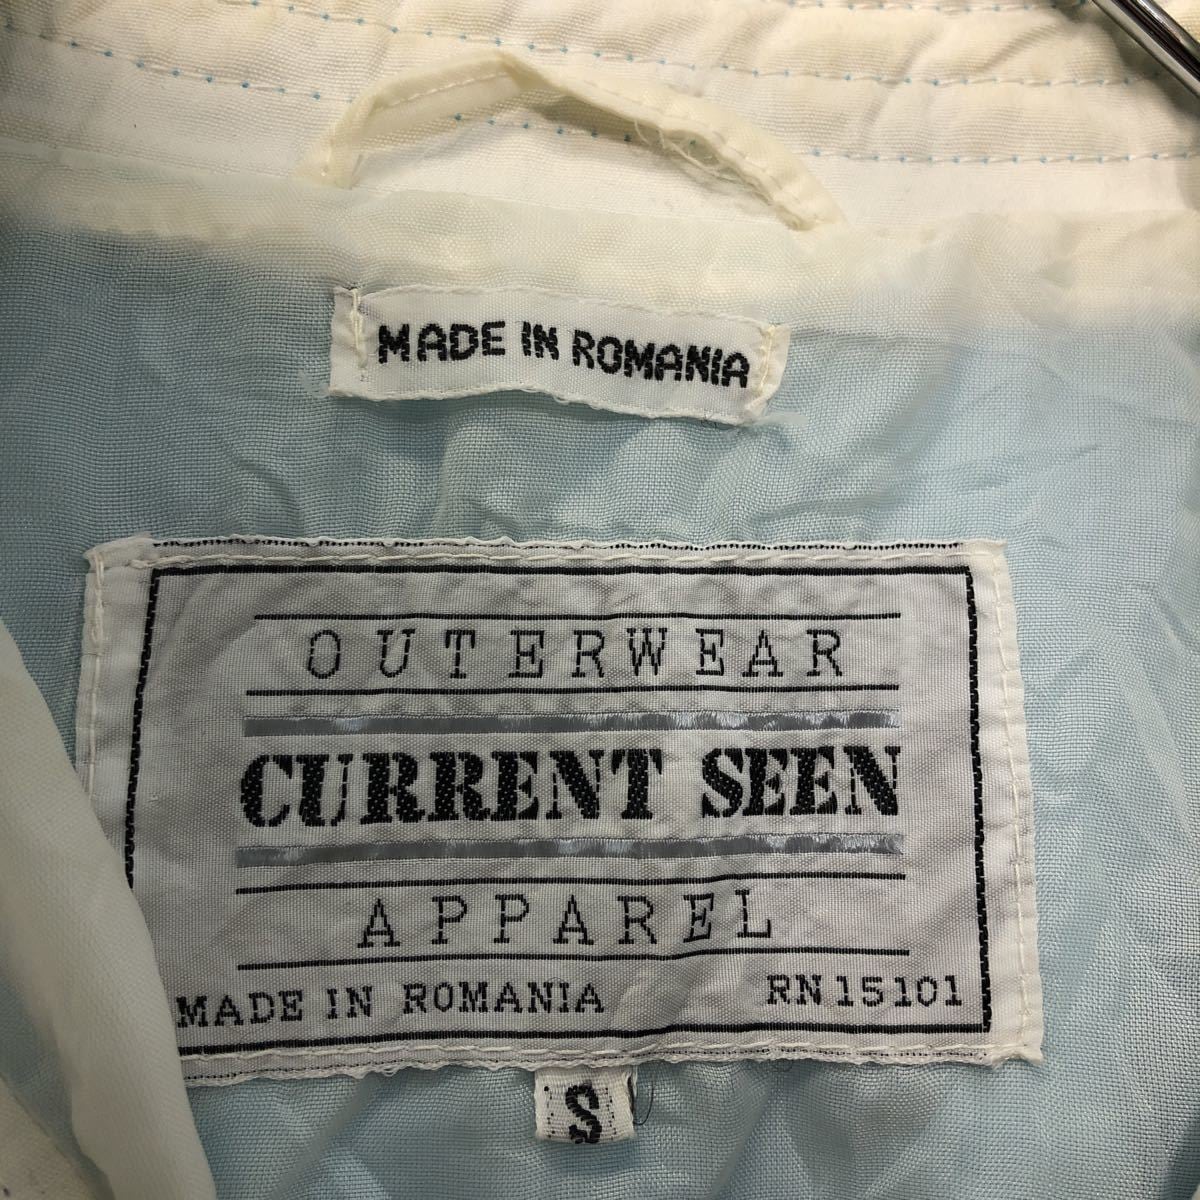 MADE IN ROMANIA
OUTERWEAR
CURRENT SEEN
APPAREL
MADE IN ROMANIA RN 15101
S